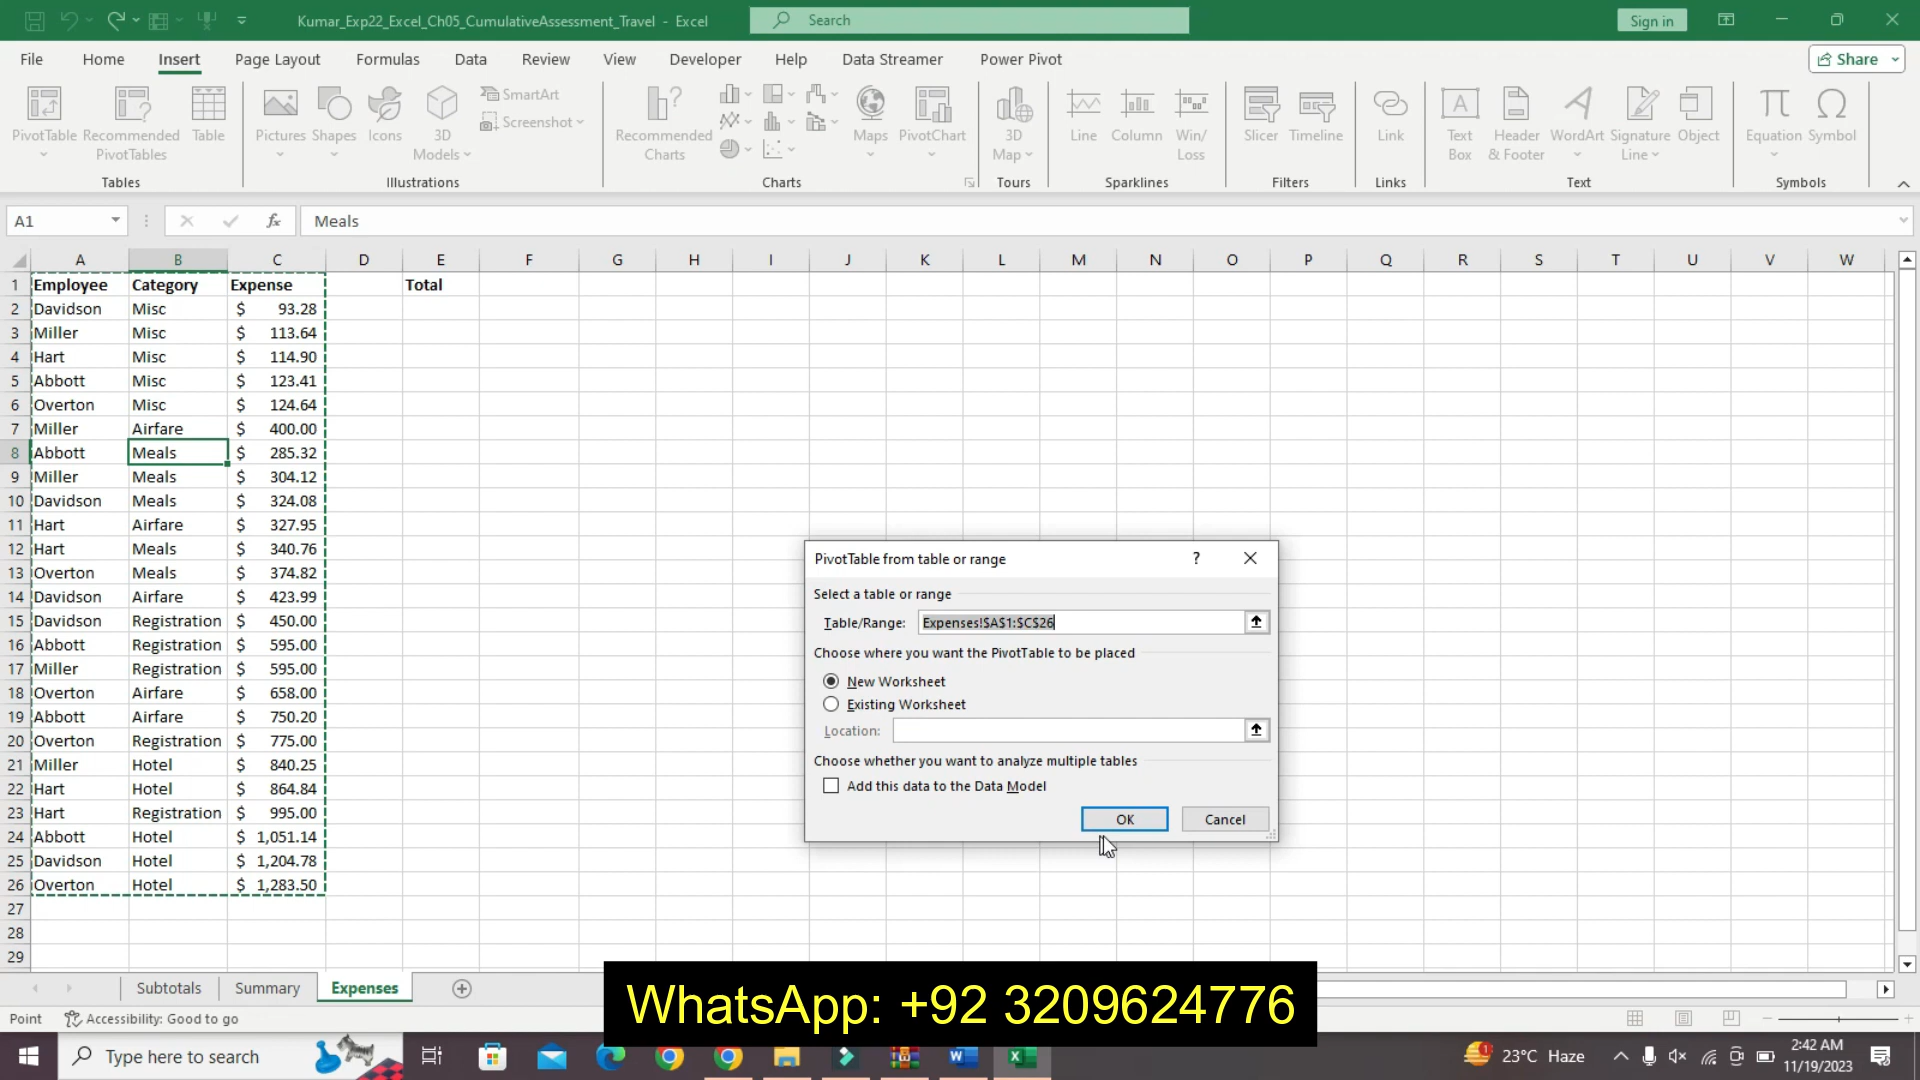 Kumar_Exp22_Excel_Ch05_CumulativeAssessment_Travel - Excel
Search
Sign in
File Home Insert Page Layout Formulas Data Review View Developer Help Data Streamer Power Pivot
Share
PivotTable Recommended PivotTables Table
Pictures Shapes Icons 3D Models SmartArt Screenshot
Recommended Charts Maps PivotChart
3D Map Line Column Win/Loss Slicer Timeline Link
Text Box Header & Footer WordArt Signature Line Object Equation Symbol
Tables Illustrations Charts Tours Sparklines Filters Links Text Symbols
A1 fx Meals
A B C D E F G H I J K L M N O P Q R S T U V W
1 Employee Category Expense Total
2 Davidson Misc $ 93.28
3 Miller Misc $ 113.64
4 Hart Misc $ 114.90
5 Abbott Misc $ 123.41
6 Overton Misc $ 124.64
7 Miller Airfare $ 400.00
8 Abbott Meals $ 285.32
9 Miller Meals $ 304.12
10 Davidson Meals $ 324.08
11 Hart Airfare $ 327.95
12 Hart Meals $ 340.76
13 Overton Meals $ 374.82
14 Davidson Airfare $ 423.99
15 Davidson Registration $ 450.00
16 Abbott Registration $ 595.00
17 Miller Registration $ 595.00
18 Overton Airfare $ 658.00
19 Abbott Airfare $ 750.20
20 Overton Registration $ 775.00
21 Miller Hotel $ 840.25
22 Hart Hotel $ 864.84
23 Hart Registration $ 995.00
24 Abbott Hotel $ 1,051.14
25 Davidson Hotel $ 1,204.78
26 Overton Hotel $ 1,283.50
27
28
29
PivotTable from table or range ?
Select a table or range
Table/Range: Expenses!$A$1:$C$26
Choose where you want the PivotTable to be placed
New Worksheet
Existing Worksheet
Location:
Choose whether you want to analyze multiple tables
Add this data to the Data Model
OK Cancel
Subtotals Summary Expenses
WhatsApp: +92 3209624776
Point Accessibility: Good to go
Type here to search
23°C Haze
2:42 AM
11/19/2023